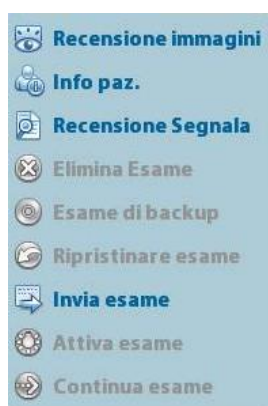 Recensione immagini
Info paz.
Recensione Segnala
Elimina Esame
Esame di backup
Ripristinare esame
Invia esame
Attiva esame
Continua esame